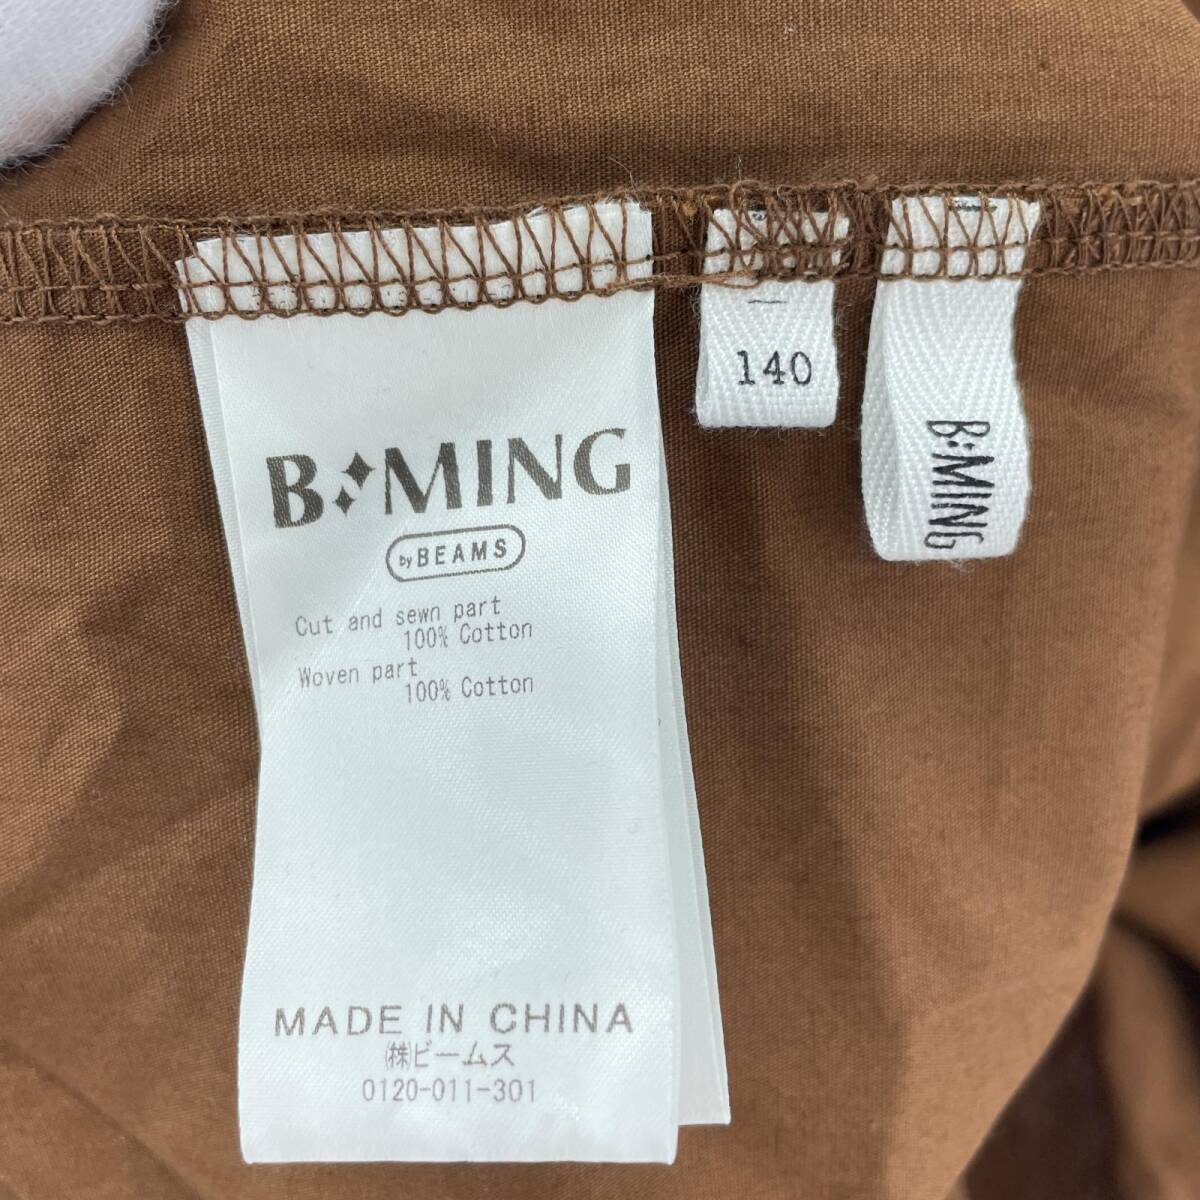 B:MING
by BEAMS
Cut and sewn part
100% Cotton
Woven part
100% Cotton
MADE IN CHINA
㈱ビームス
0120-011-301
140
B:MING